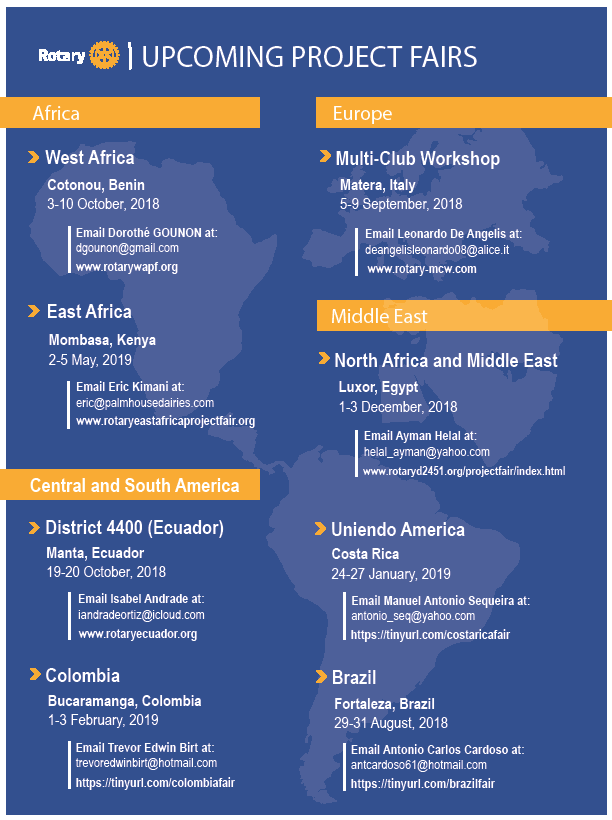 Rotary | UPCOMING PROJECT FAIRS
Africa
West Africa
Cotonou, Benin
3-10 October, 2018
Email Dorothé GOUNON at:
dgounon@gmail.com
www.rotarywapf.org
East Africa
Mombasa, Kenya
2-5 May, 2019
Email Eric Kimani at:
eric@palmhousedairies.com
www.rotaryeastafricaprojectfair.org
Europe
Multi-Club Workshop
Matera, Italy
5-9 September, 2018
Email Leonardo De Angelis at:
deangelisleonardo08@alice.it
www.rotary-mcw.com
Middle East
North Africa and Middle East
Luxor, Egypt
1-3 December, 2018
Email Ayman Helal at:
helal_ayman@yahoo.com
www.rotaryd2451.org/projectfair/index.html
Central and South America
District 4400 (Ecuador)
Manta, Ecuador
19-20 October, 2018
Email Isabel Andrade at:
iandradeortiz@icloud.com
www.rotaryecuador.org
Colombia
Bucaramanga, Colombia
1-3 February, 2019
Email Trevor Edwin Birt at:
trevoredwinbirt@hotmail.com
https://tinyurl.com/colombiafair
Uniendo America
Costa Rica
24-27 January, 2019
Email Manuel Antonio Sequeira at:
antonio_seq@yahoo.com
https://tinyurl.com/costaricafair
Brazil
Fortaleza, Brazil
29-31 August, 2018
Email Antonio Carlos Cardoso at:
antcardoso61@hotmail.com
https://tinyurl.com/brazilfair